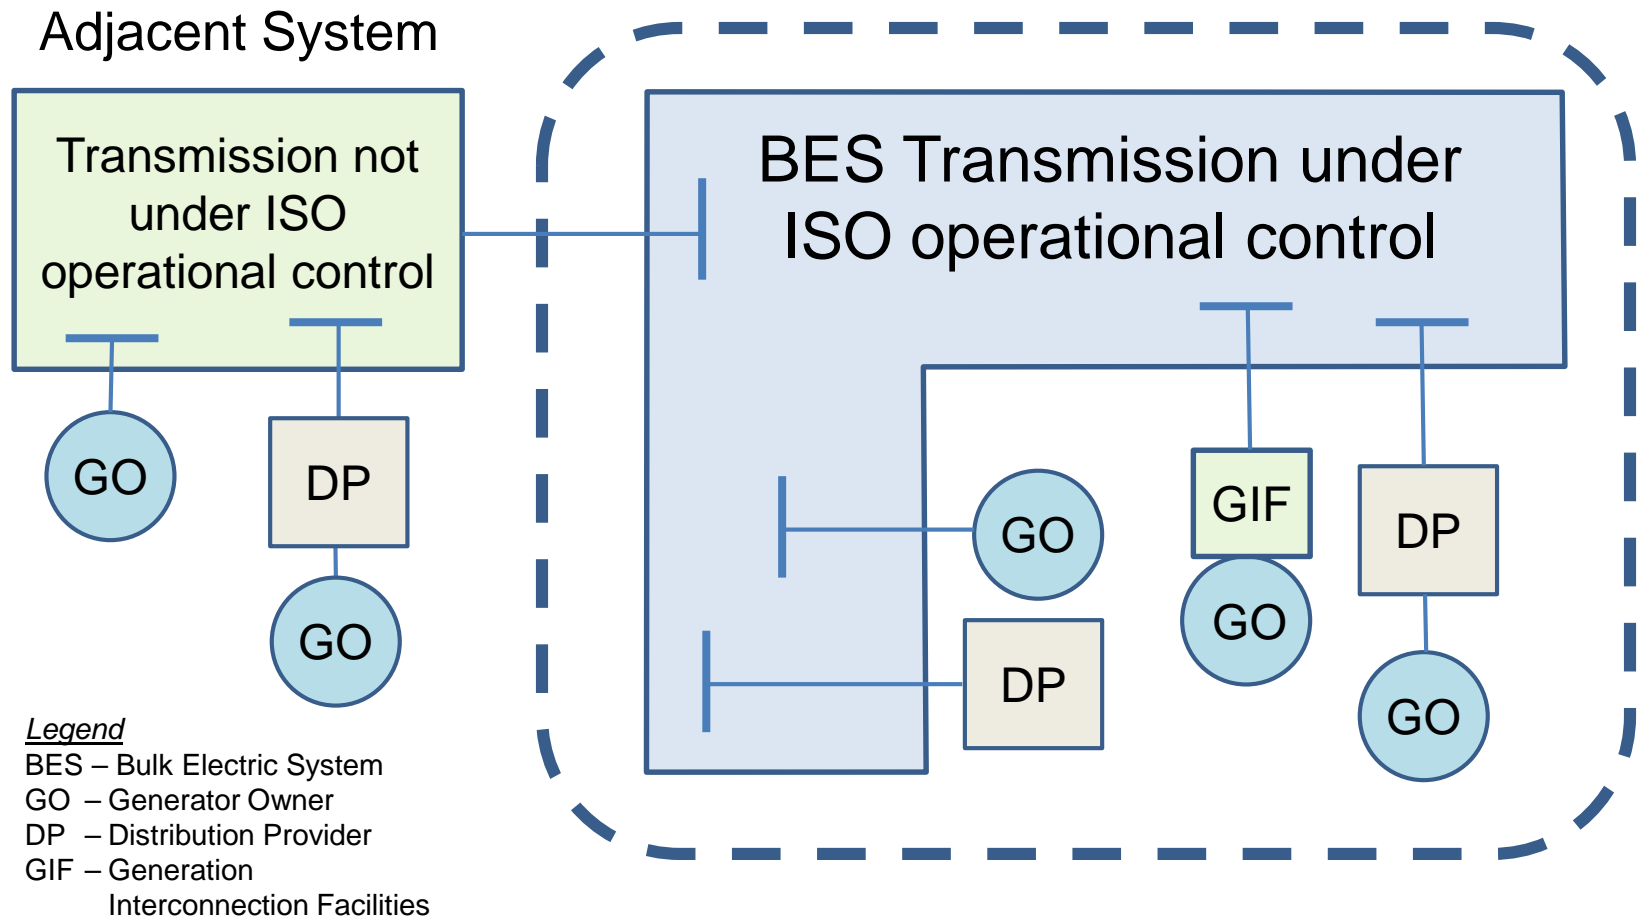 Adjacent System
Transmission not
under ISO
operational control
BES Transmission under
ISO operational control
GO
DP
GO
GO
DP
GIF
GO
DP
GO
Legend
BES – Bulk Electric System
GO – Generator Owner
DP – Distribution Provider
GIF – Generation
Interconnection Facilities